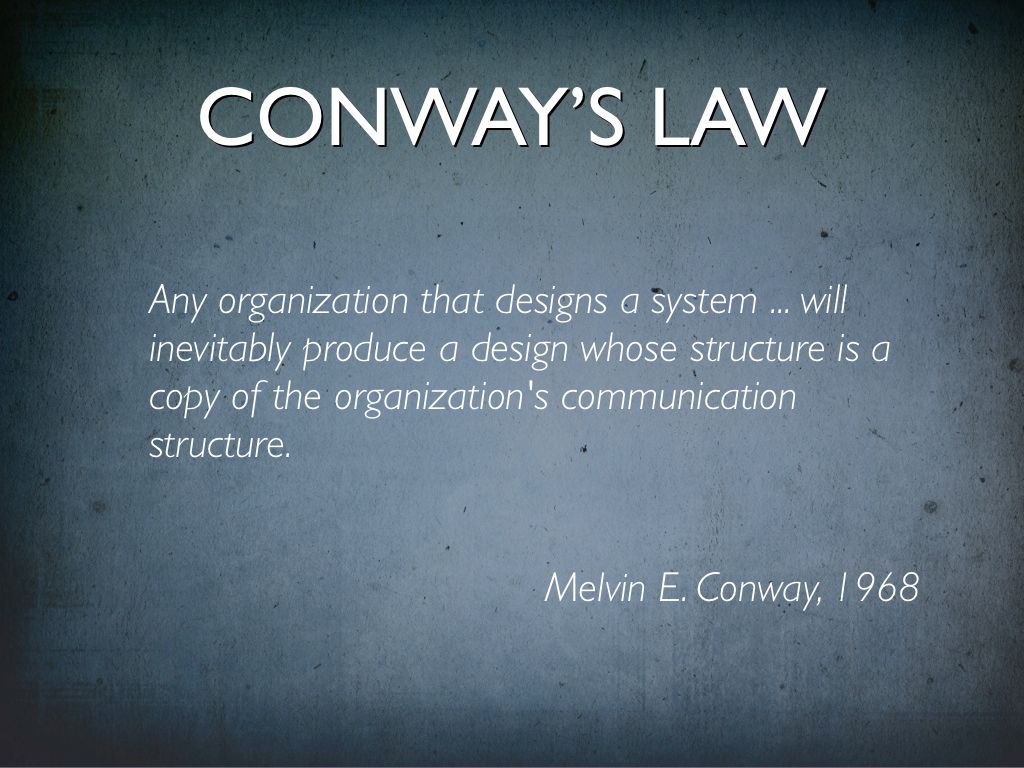 CONWAY’S LAW
Any organization that designs a system ... will
inevitably produce a design whose structure is a
copy of the organization's communication
structure.
Melvin E. Conway, 1968